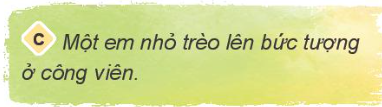 C Một em nhỏ trèo lên bức tượng
ở công viên.